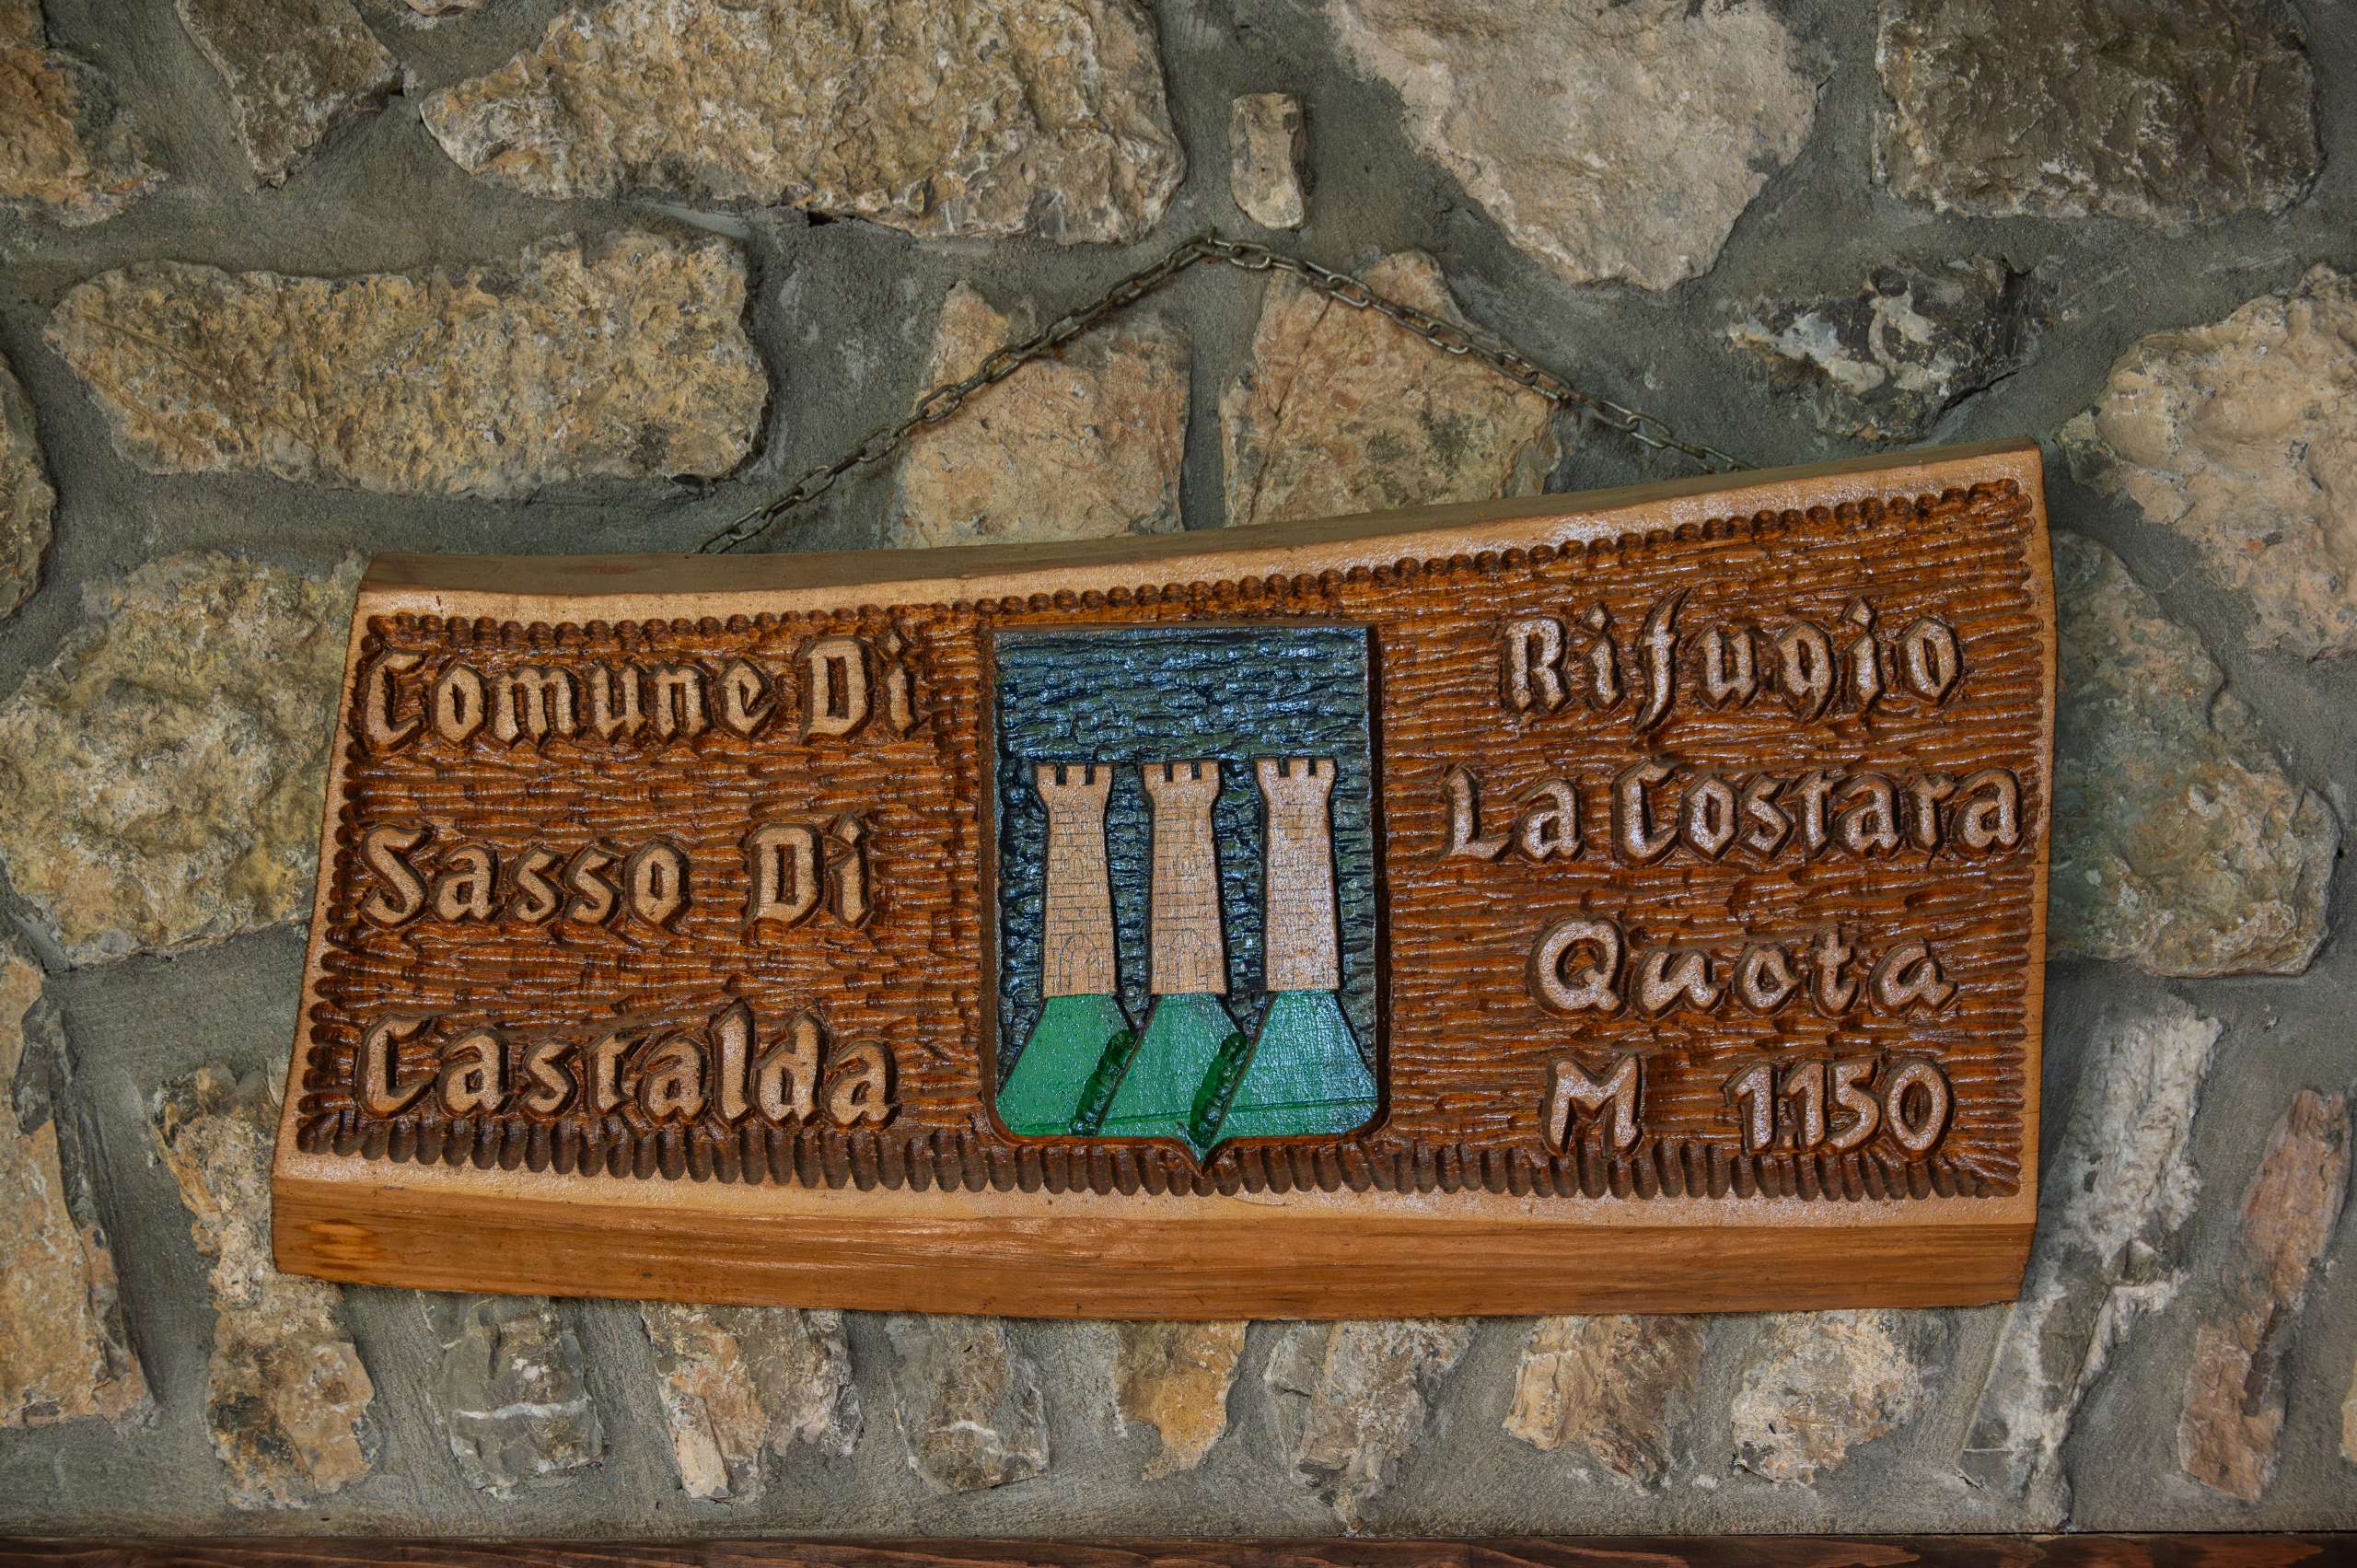 Comune Di
Sasso Di
Castalda
Rifugio
La Costara
Quota
M 1150